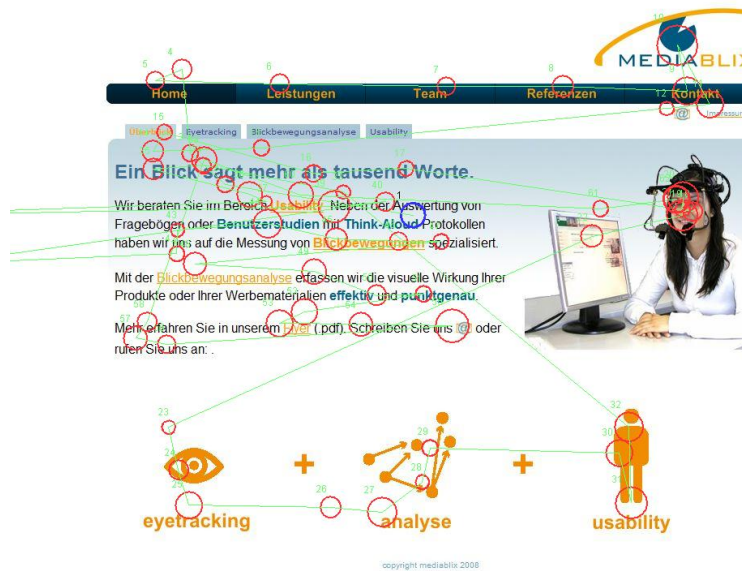 MEDIABLIX
Home Leistungen Team Referenzen Kontakt
@ Impressum
Überblick Eyetracking Blickbewegungsanalyse Usability
Ein Blick sagt mehr als tausend Worte.
Wir beraten Sie im Bereich Usability. Neben der Auswertung von
Fragebögen oder Benutzerstudien mit Think-Aloud Protokollen
haben wir uns auf die Messung von Blickbewegungen spezialisiert.
Mit der Blickbewegungsanalyse erfassen wir die visuelle Wirkung Ihrer
Produkte oder Ihrer Werbematerialien effektiv und punktgenau.
Mehr erfahren Sie in unserem Flyer (.pdf). Schreiben Sie uns @ oder
rufen Sie uns an: .
eyetracking + analyse + usability
copyright mediablix 2008